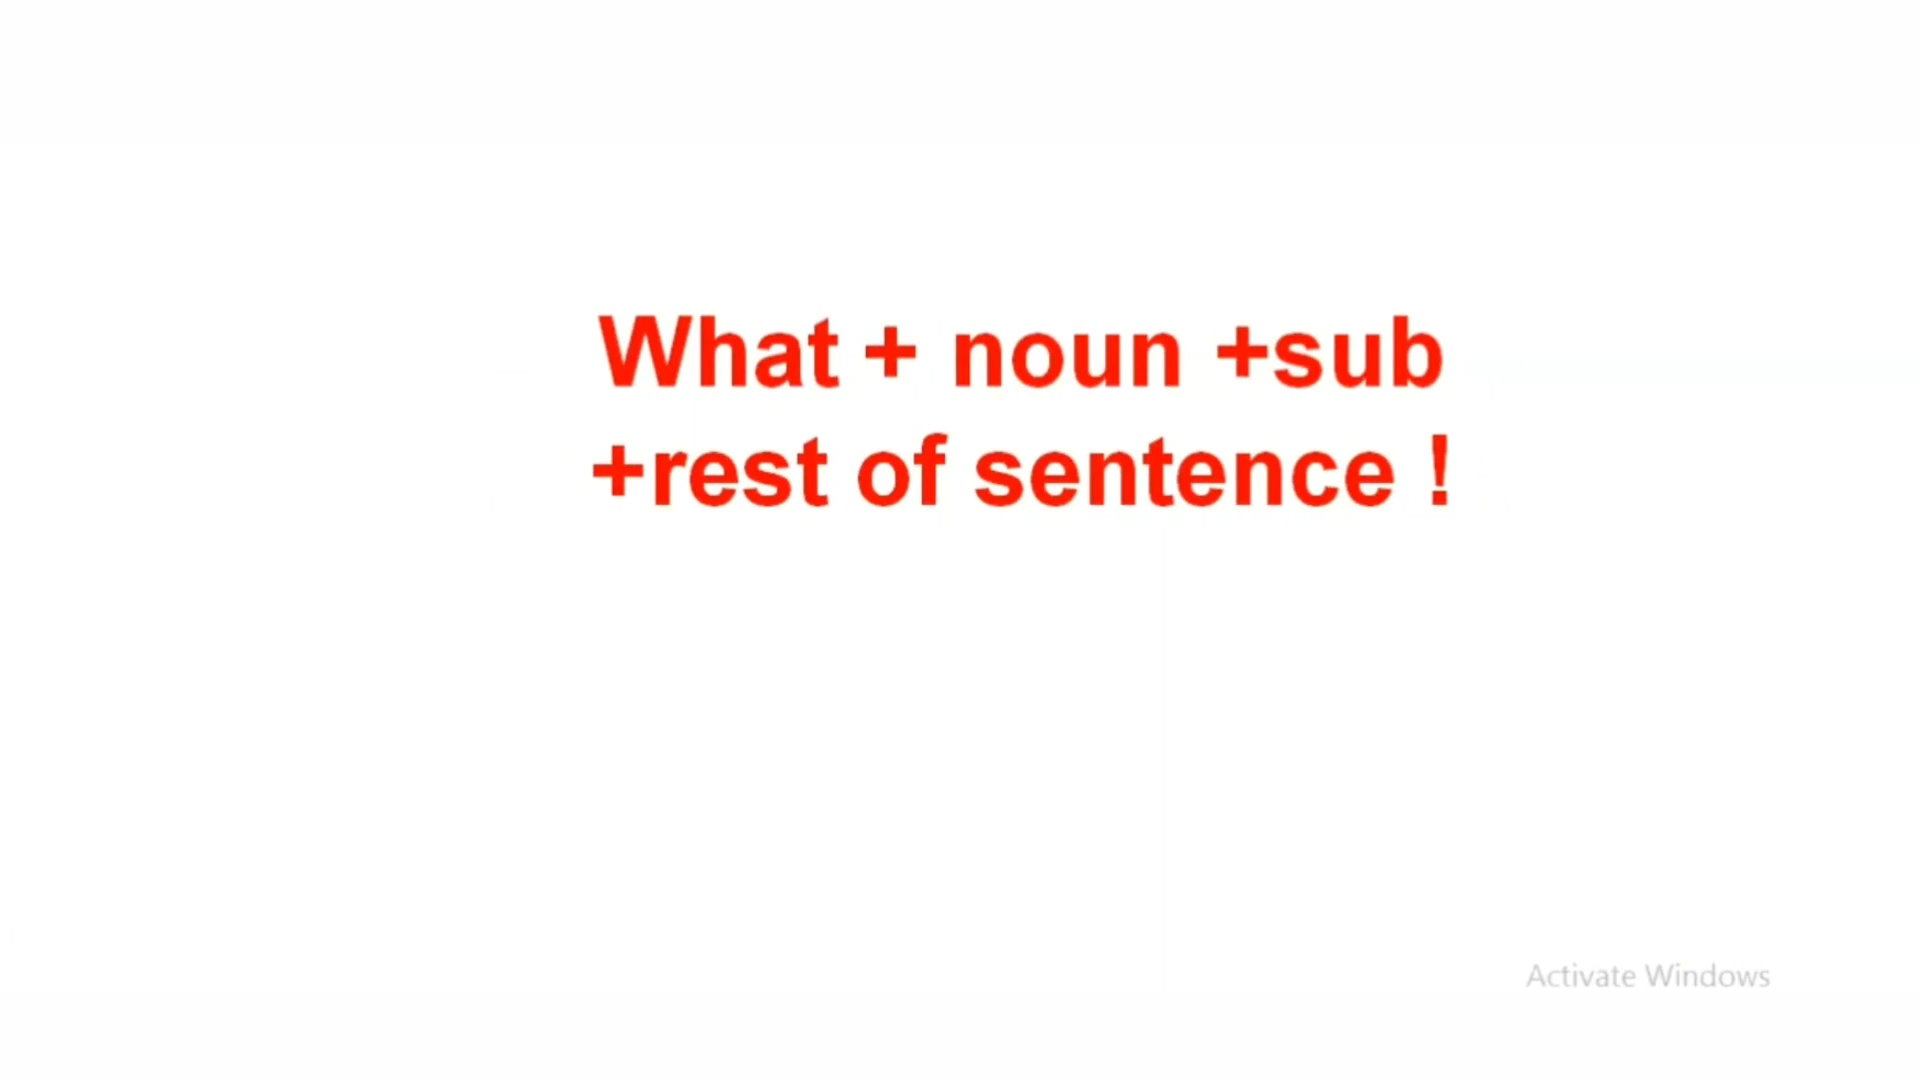 What + noun +sub
+rest of sentence !
Activate Windows